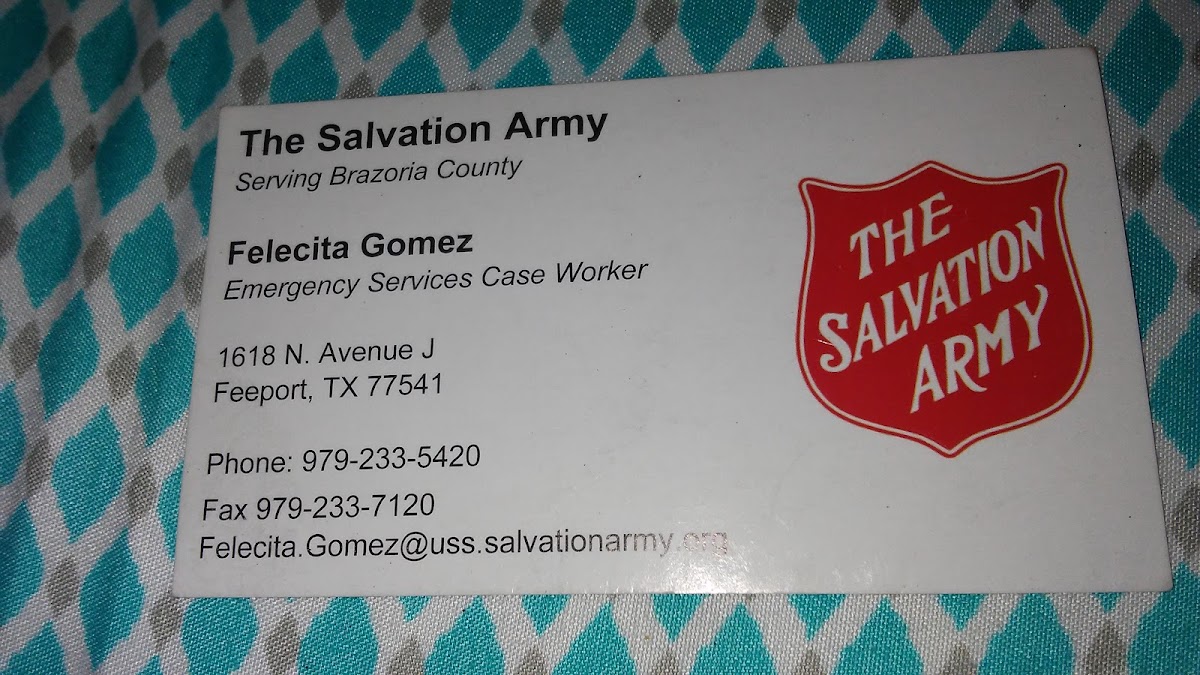 The Salvation Army
Serving Brazoria County
Felecita Gomez
Emergency Services Case Worker
1618 N. Avenue J
Feeport, TX 77541
Phone: 979-233-5420
Fax 979-233-7120
Felecita.Gomez@uss.salvationarmy.org
THE
SALVATION
ARMY